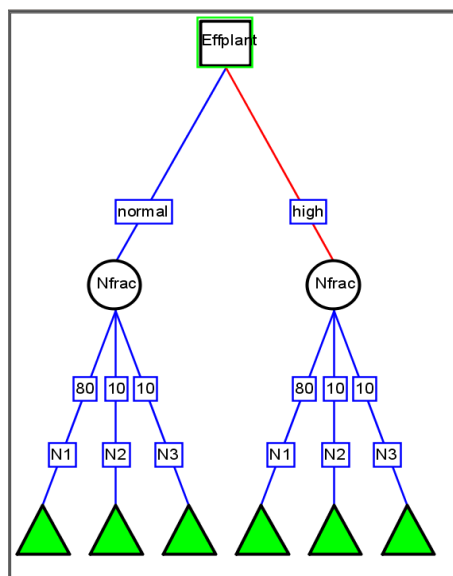 Effplant
normal high
Nfrac Nfrac
80 10 10 80 10 10
N1 N2 N3 N1 N2 N3